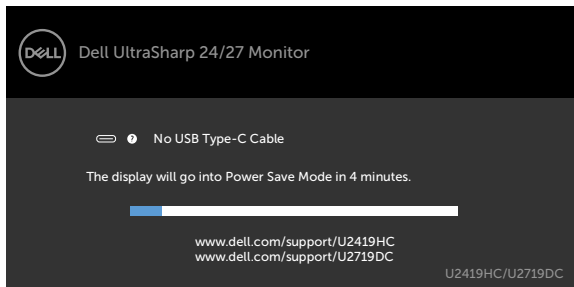 DELL
Dell UltraSharp 24/27 Monitor
? No USB Type-C Cable
The display will go into Power Save Mode in 4 minutes.
www.dell.com/support/U2419HC
www.dell.com/support/U2719DC
U2419HC/U2719DC